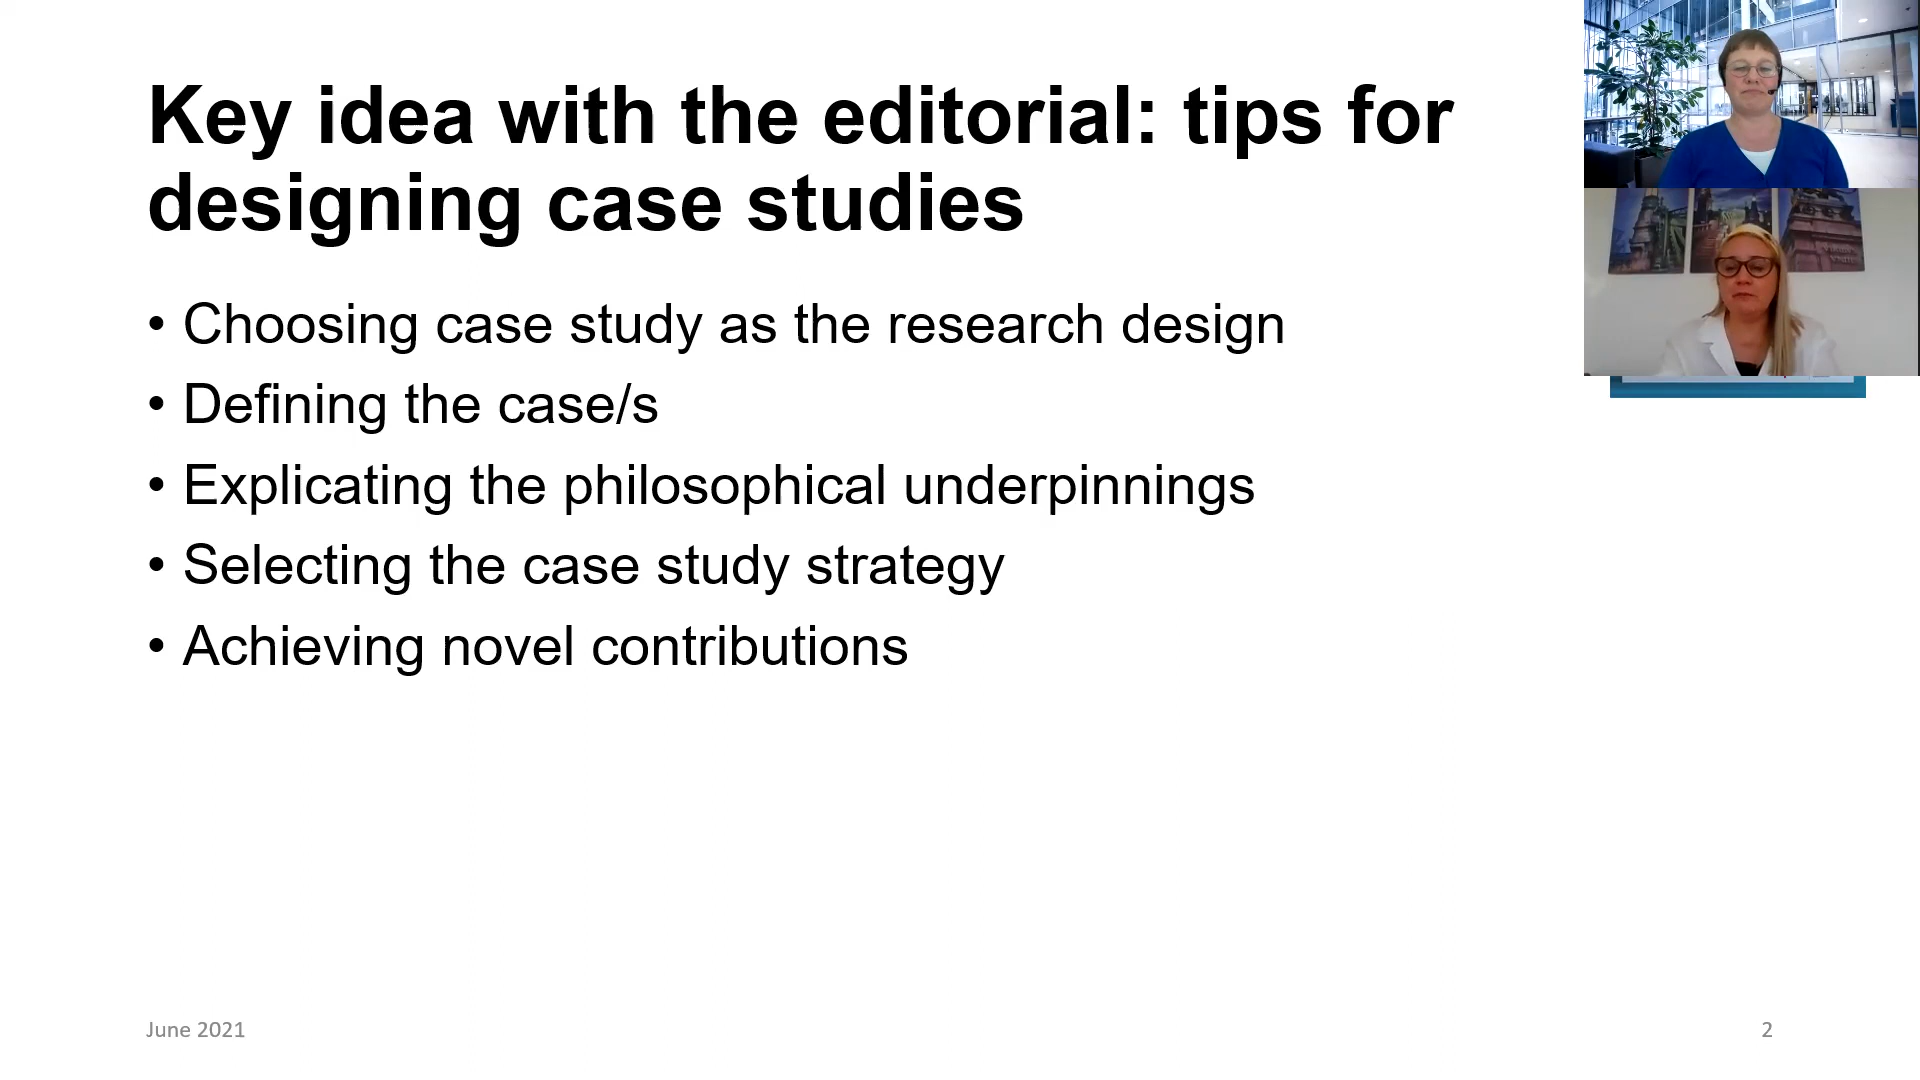 Key idea with the editorial: tips for
designing case studies
• Choosing case study as the research design
• Defining the case/s
• Explicating the philosophical underpinnings
• Selecting the case study strategy
• Achieving novel contributions
June 2021
2